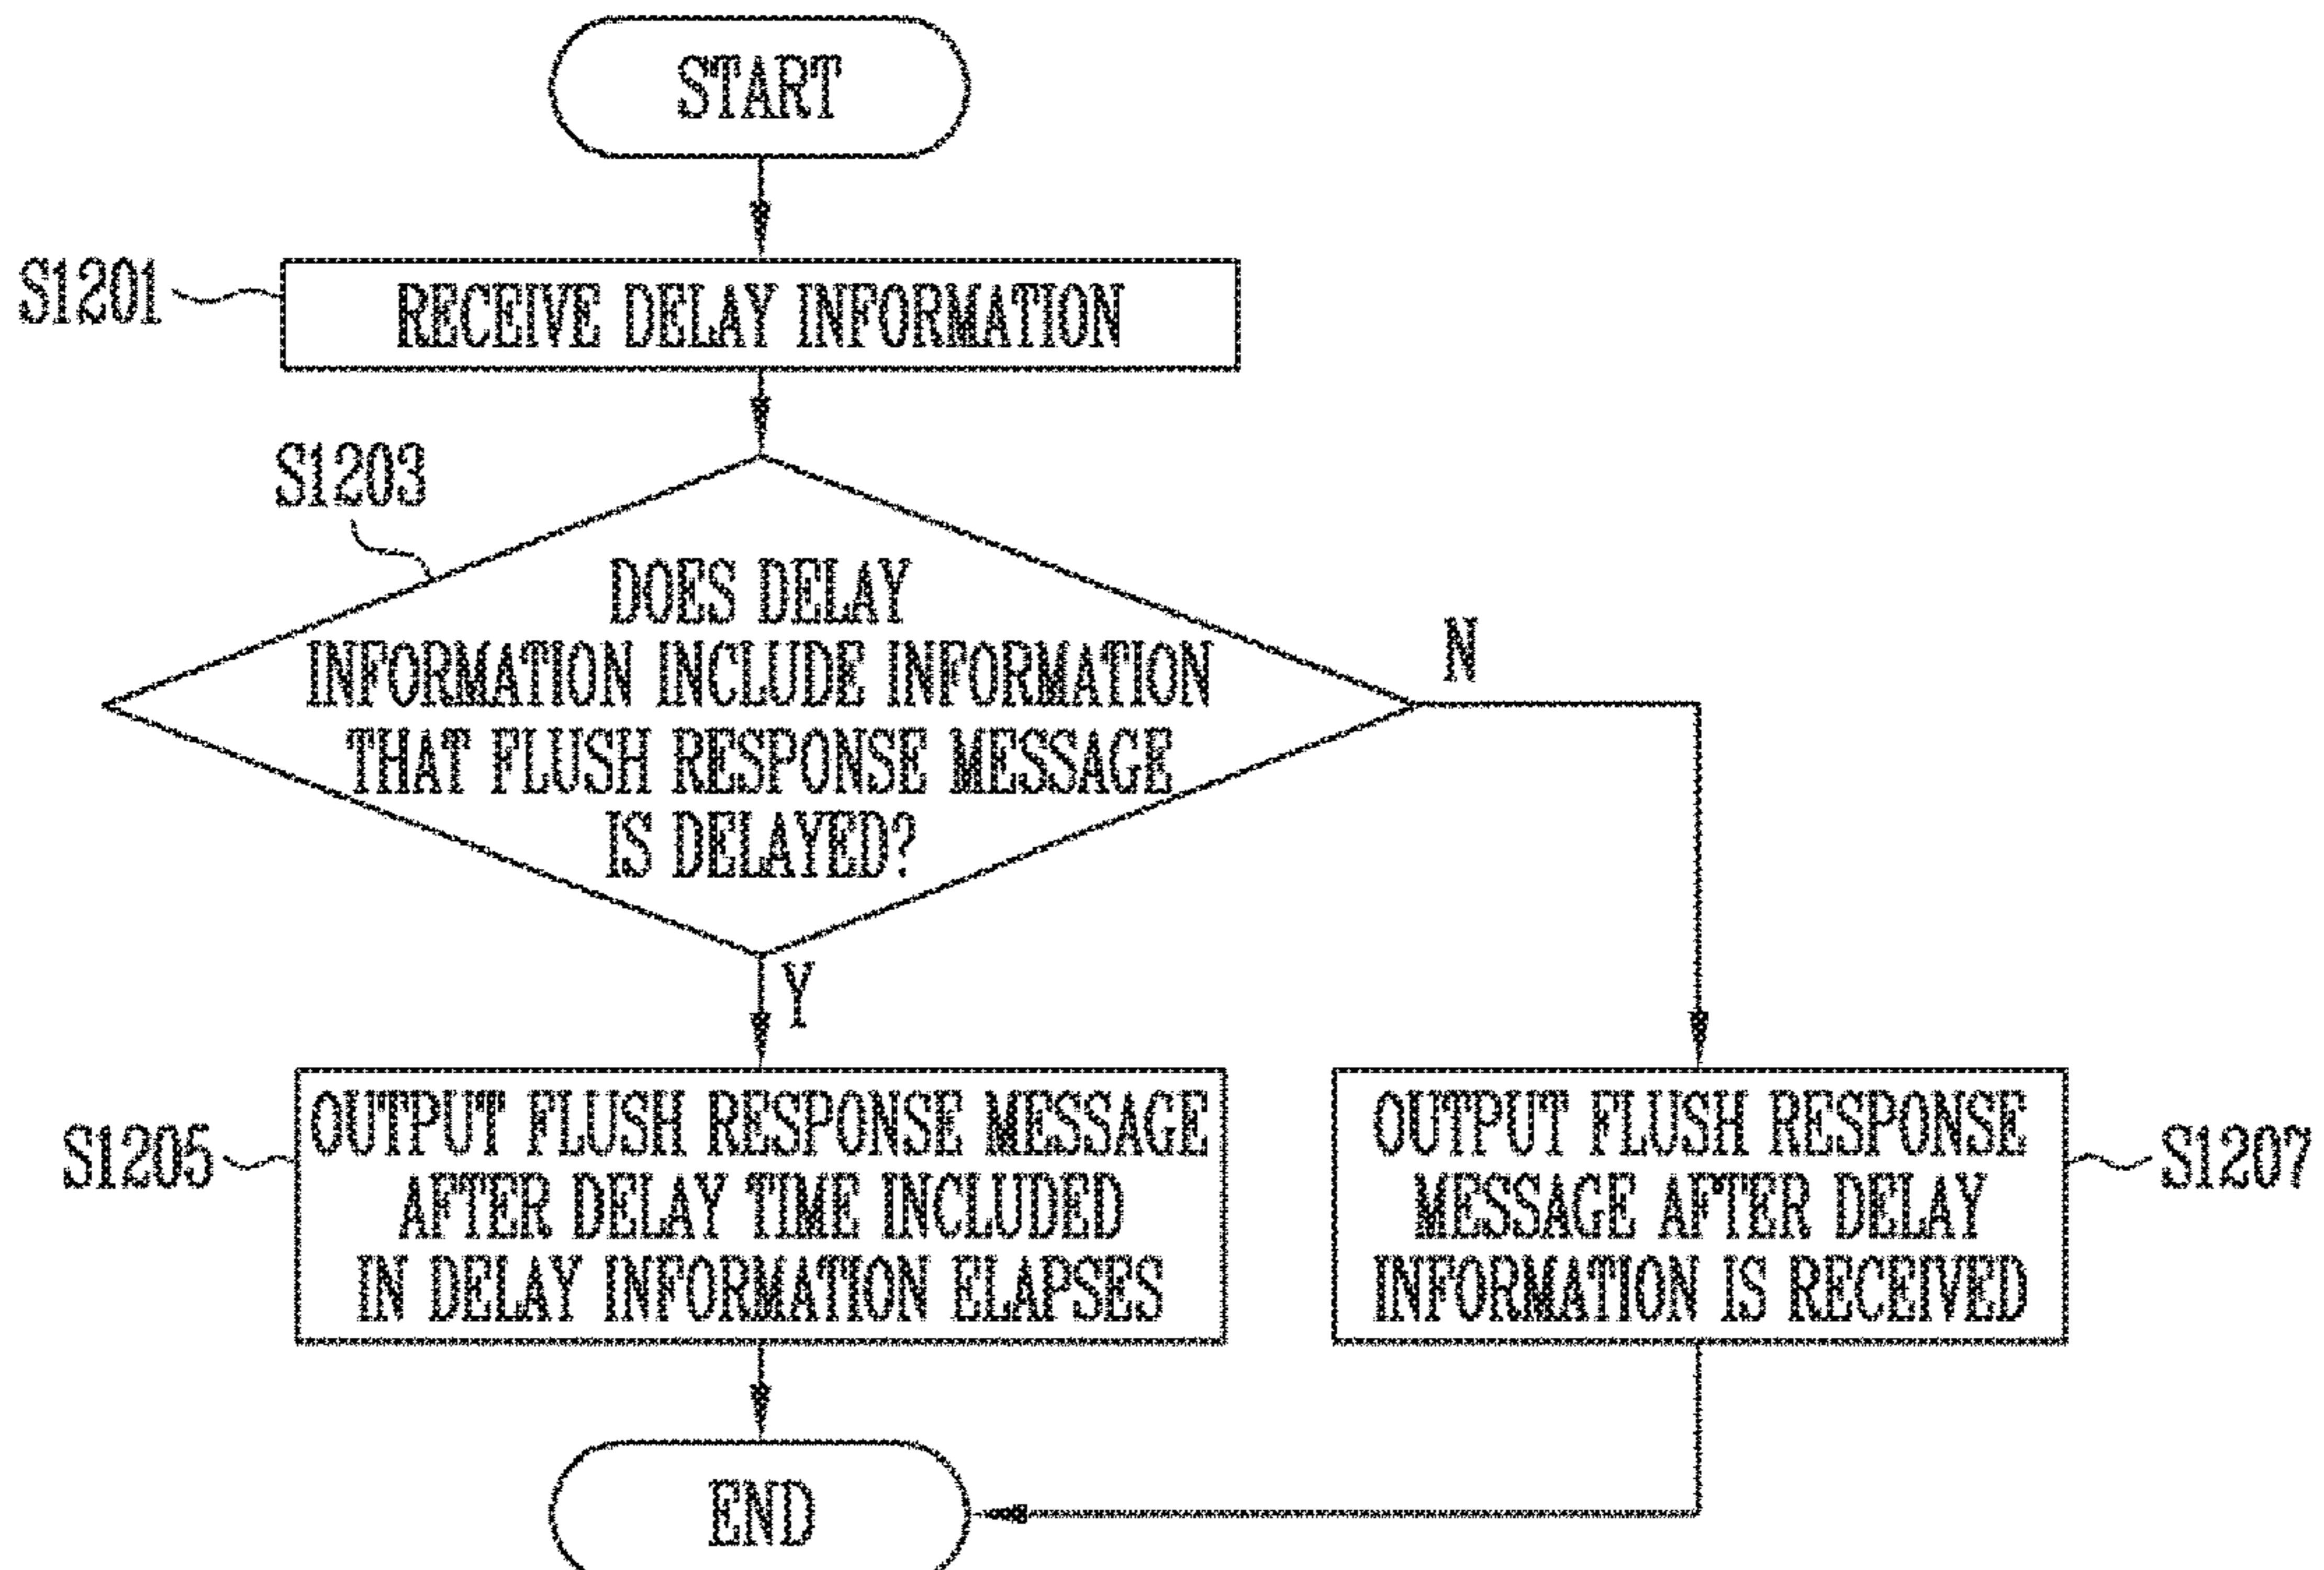 START
S1201
RECEIVE DELAY INFORMATION
S1203
DOES DELAY
INFORMATION INCLUDE INFORMATION
THAT FLUSH RESPONSE MESSAGE
IS DELAYED?
N
Y
S1205
OUTPUT FLUSH RESPONSE MESSAGE
AFTER DELAY TIME INCLUDED
IN DELAY INFORMATION ELAPSES
OUTPUT FLUSH RESPONSE
MESSAGE AFTER DELAY
INFORMATION IS RECEIVED
S1207
END